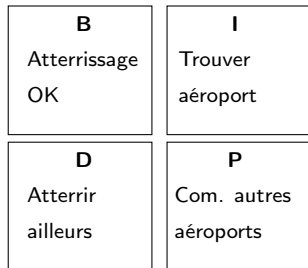 B
Atterrissage
OK
I
Trouver
aéroport
D
Atterrir
ailleurs
P
Com. autres
aéroports